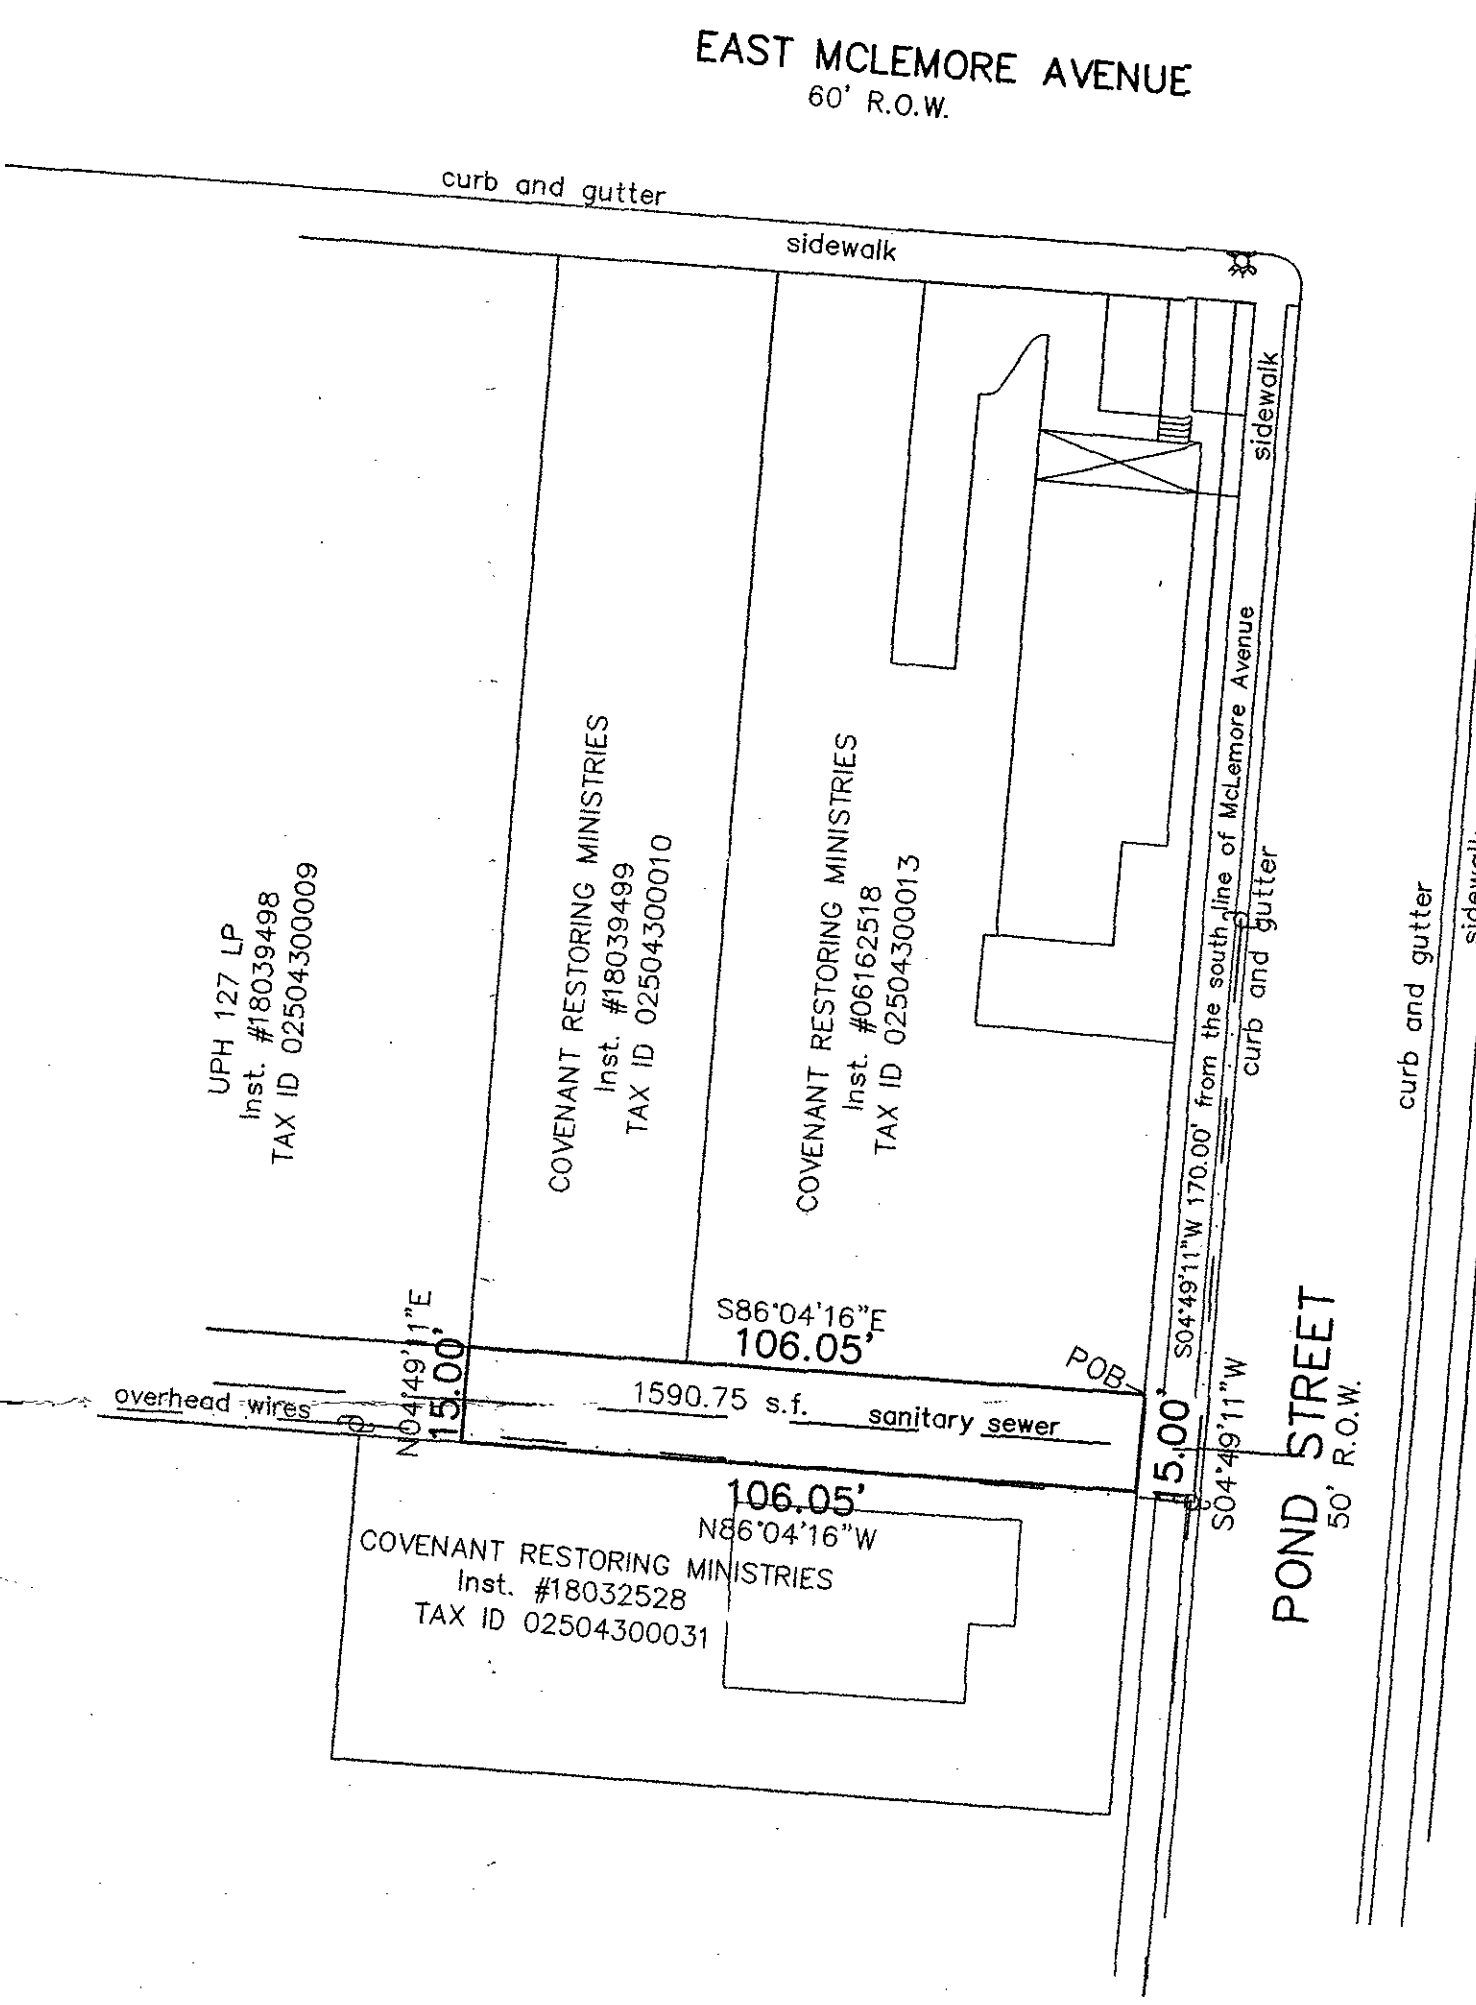 EAST MCLEMORE AVENUE
60' R.O.W.
curb and gutter
sidewalk
sidewalk
UPH 127 LP
Inst. #18039498
TAX ID 02504300009
COVENANT RESTORING MINISTRIES
Inst. #18039499
TAX ID 02504300010
COVENANT RESTORING MINISTRIES
Inst. #06162518
TAX ID 02504300013
S04°49'11"W 170.00' from the south line of McLemore Avenue
curb and gutter
curb and gutter
sidewalk
N04°49'11"E
15.00'
S86°04'16"E
106.05'
POB
overhead wires
1590.75 s.f.
sanitary sewer
15.00'
S04°49'11"W
POND STREET
50' R.O.W.
106.05'
N86°04'16"W
COVENANT RESTORING MINISTRIES
Inst. #18032528
TAX ID 02504300031